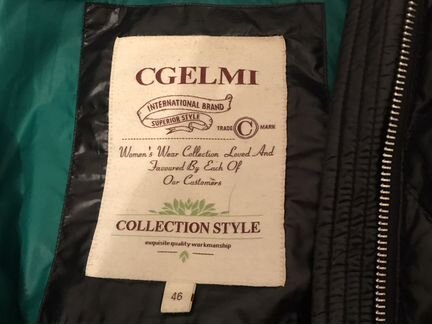 CGELMI
INTERNATIONAL BRAND
SUPERIOR STYLE
TRADE C MARK
Women's Wear Collection Loved And
Favoured By Each Of
Our Customers
COLLECTION STYLE
exquisite quality workmanship
46